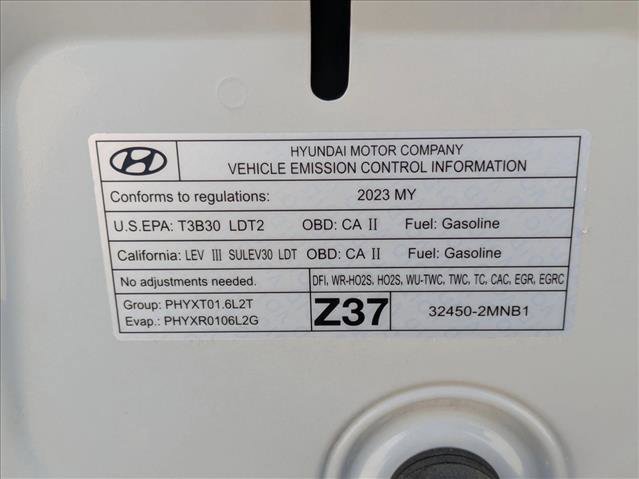 HYUNDAI MOTOR COMPANY
VEHICLE EMISSION CONTROL INFORMATION
Conforms to regulations: 2023 MY
U.S.EPA: T3B30 LDT2 OBD: CA II Fuel: Gasoline
California: LEV III SULEV30 LDT OBD: CA II Fuel: Gasoline
No adjustments needed. DFI, WR-HO2S, HO2S, WU-TWC, TWC, TC, CAC, EGR, EGRC
Group: PHYXT01.6L2T
Evap.: PHYXR0106L2G
Z37
32450-2MNB1